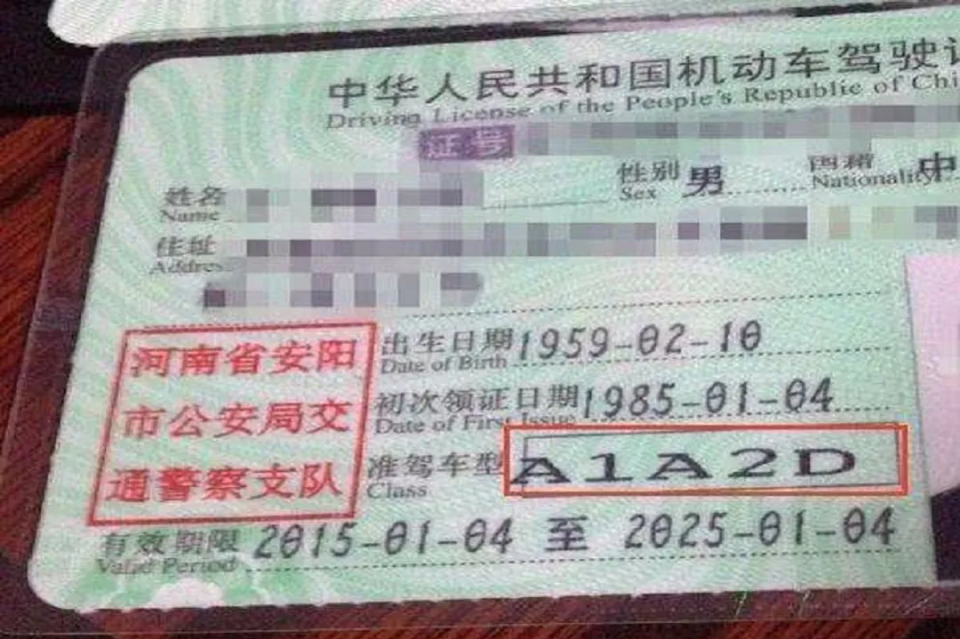 中华人民共和国机动车驾驶证
Driving License of the People's Republic of Chi
证号
性别 男 国籍 中
Sex Nationality
姓名
Name
住址
Address
河南省安阳
市公安局交
通警察支队
出生日期 1959-02-10
Date of Birth
初次领证日期 1985-01-04
Date of First Issue
准驾车型 A1A2D
Class
有效期限 2015-01-04 至 2025-01-04
Valid Period